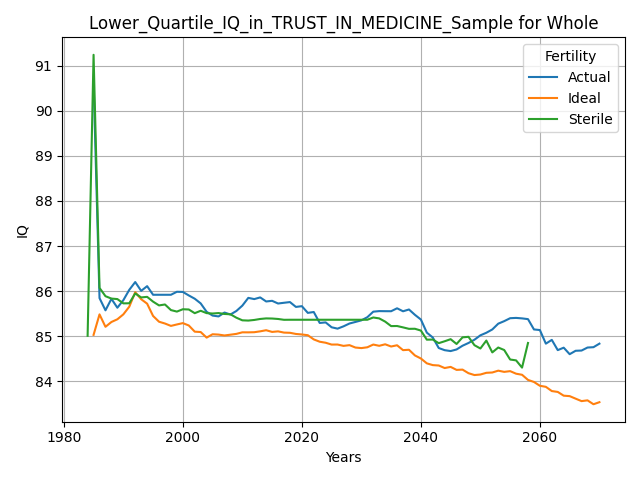 Lower_Quartile_IQ_in_TRUST_IN_MEDICINE_Sample for Whole
Fertility
Actual
Ideal
Sterile
91
90
89
88
87
86
85
84
IQ
1980
2000
2020
2040
2060
Years